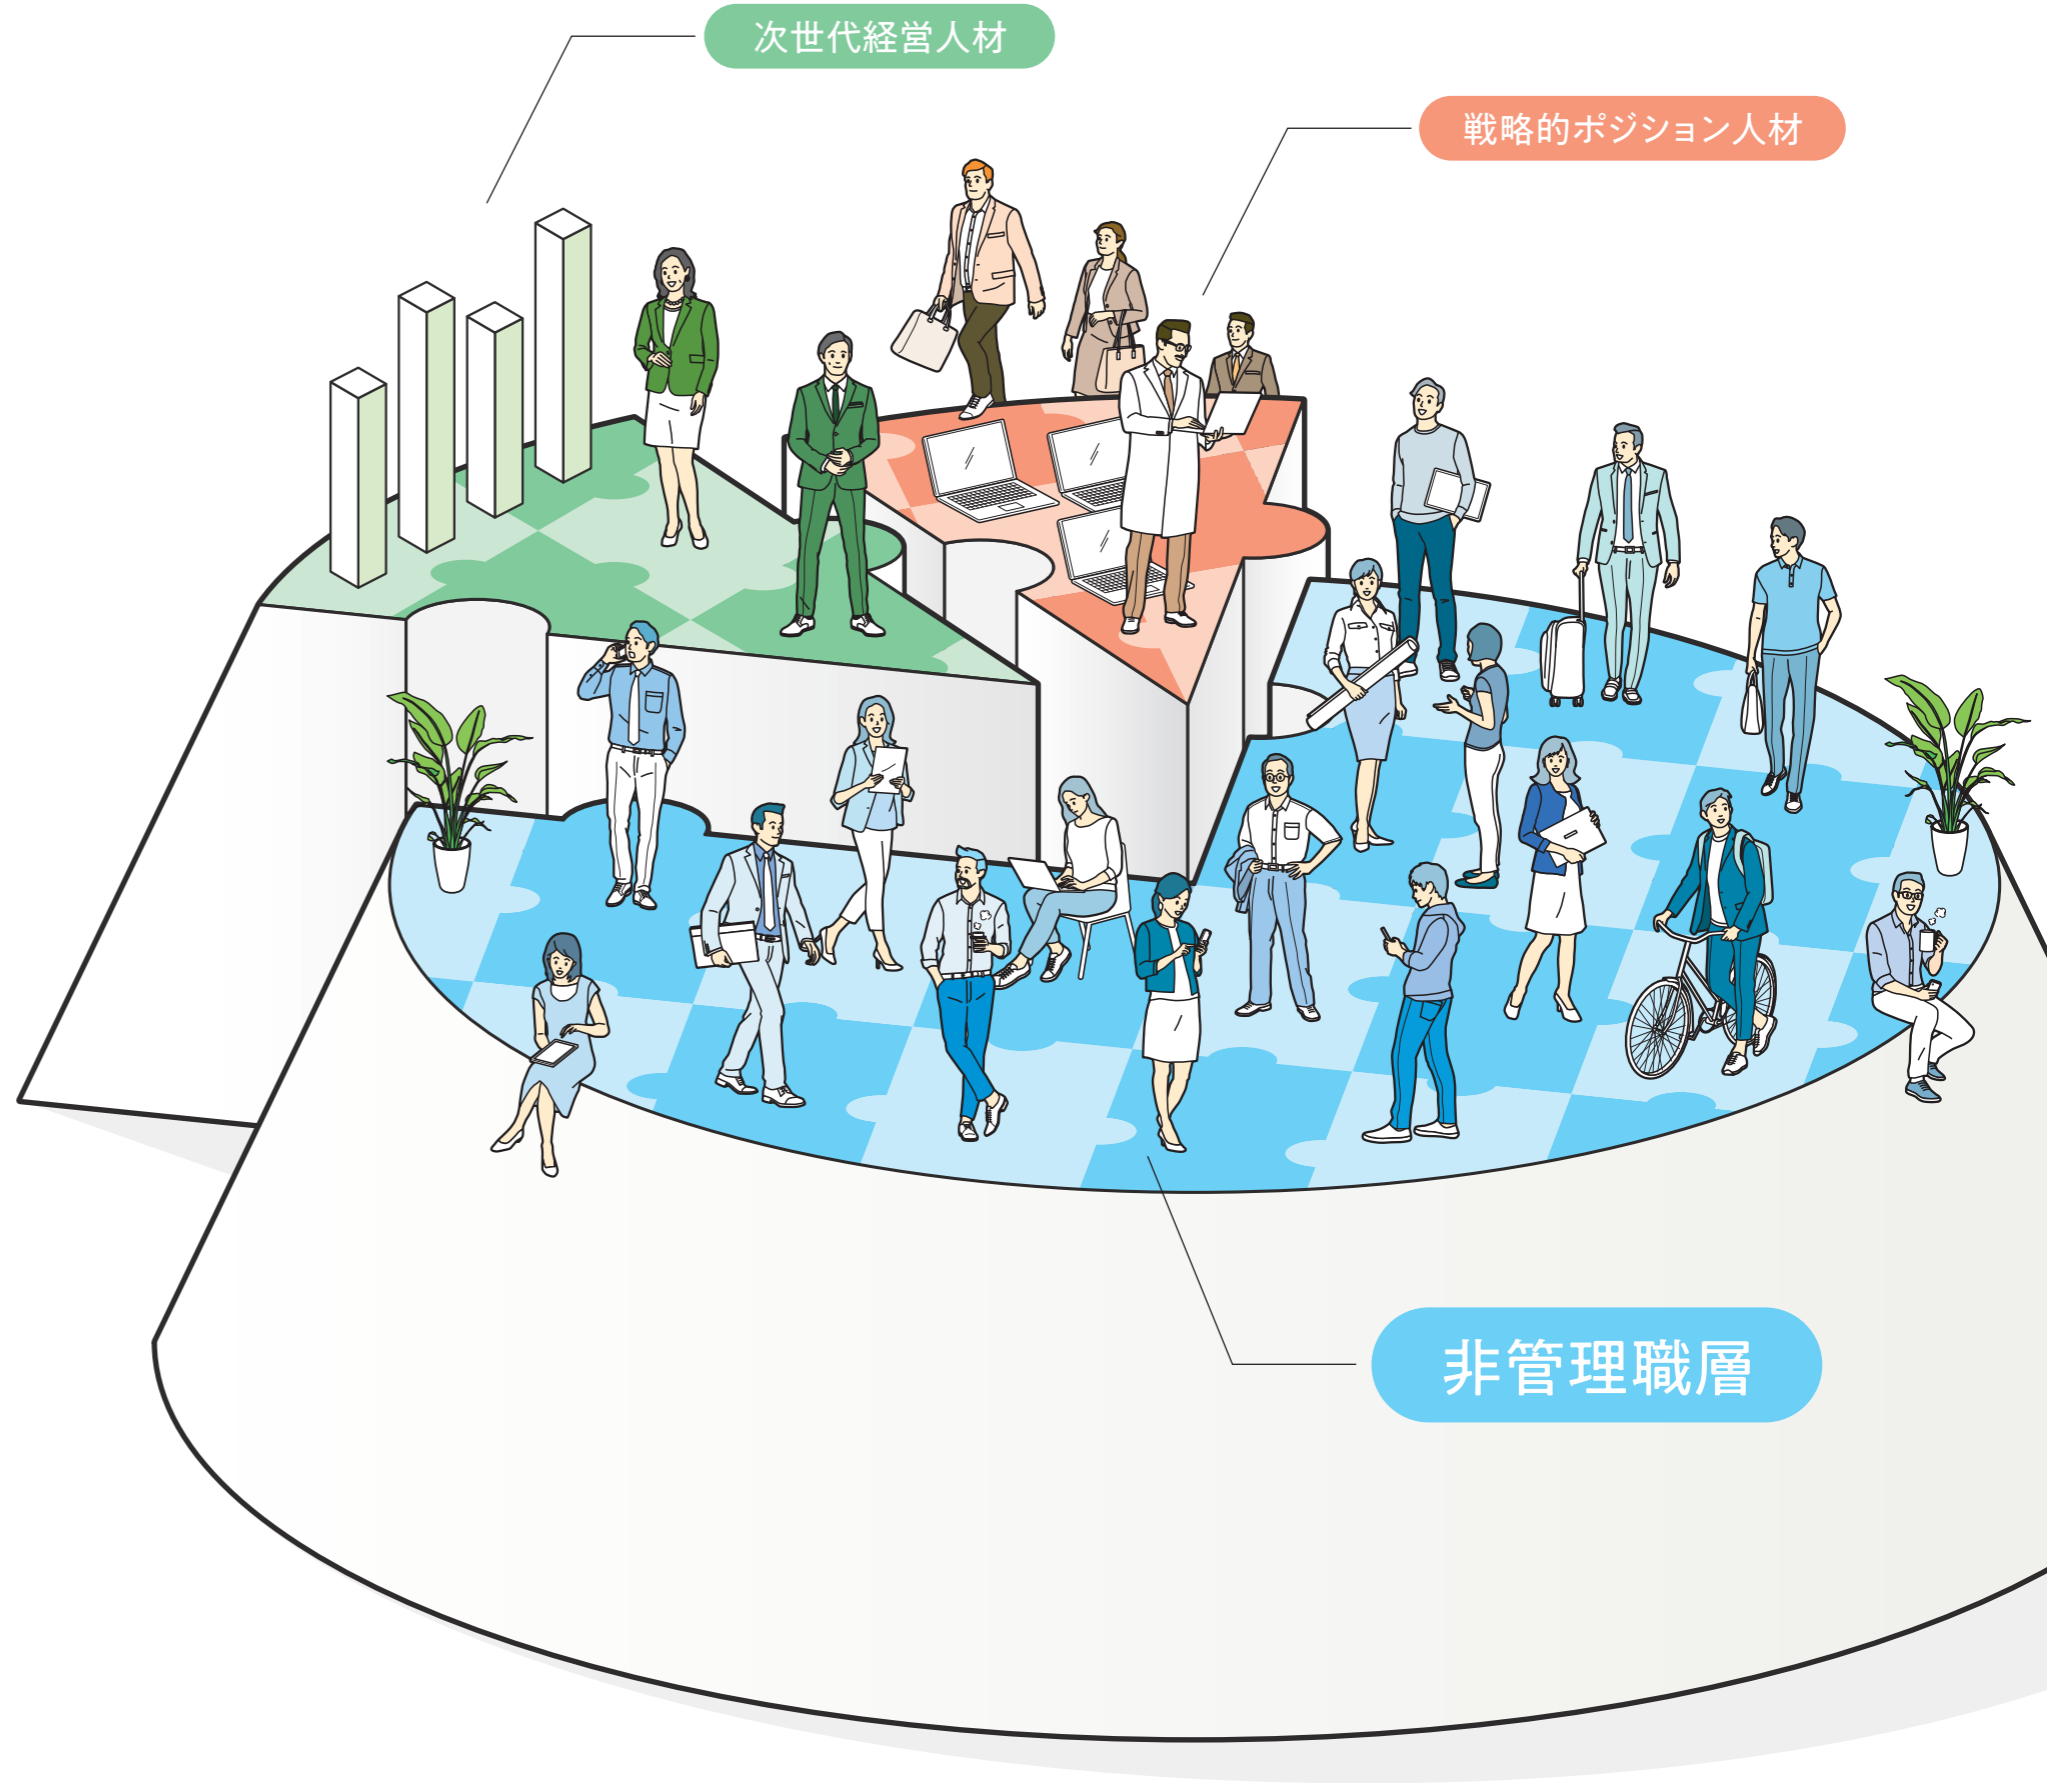 次世代経営人材
戦略的ポジション人材
非管理職層